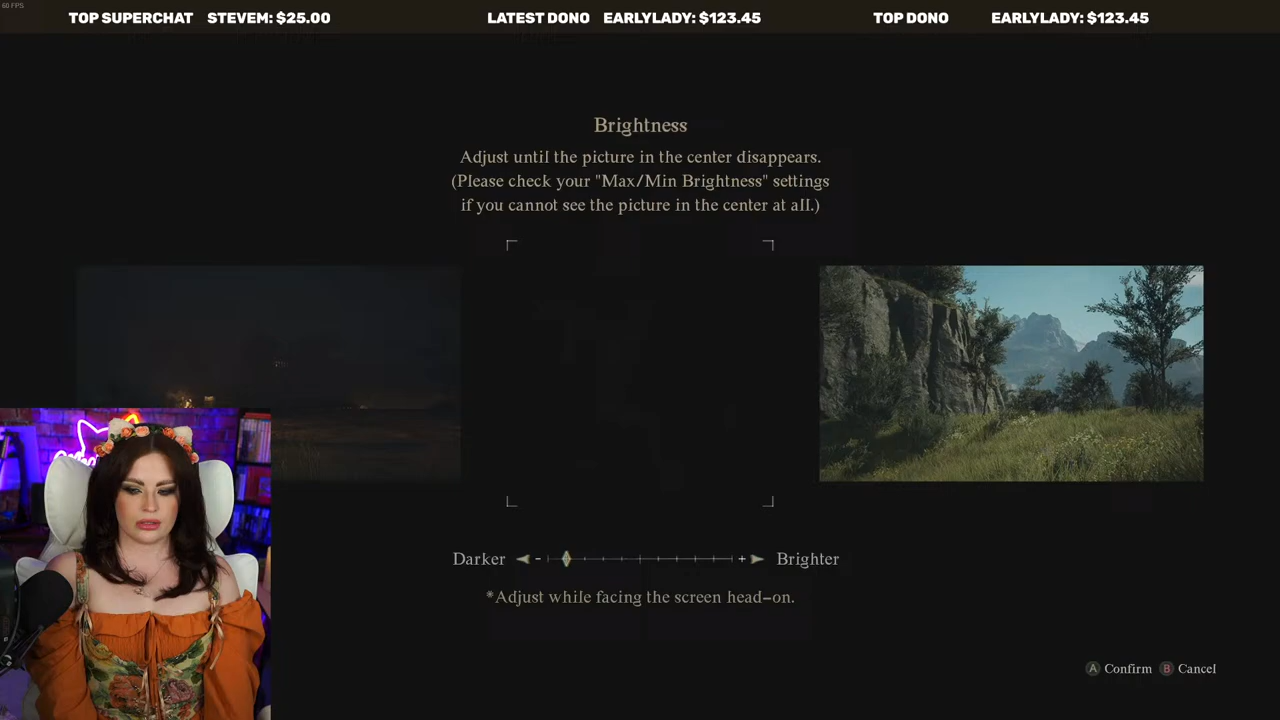 60 FPS
TOP SUPERCHAT STEVEM: $25.00 LATEST DONO EARLYLADY: $123.45 TOP DONO EARLYLADY: $123.45
Brightness
Adjust until the picture in the center disappears.
(Please check your "Max/Min Brightness" settings
if you cannot see the picture in the center at all.)
Darker - + Brighter
*Adjust while facing the screen head-on.
A Confirm B Cancel